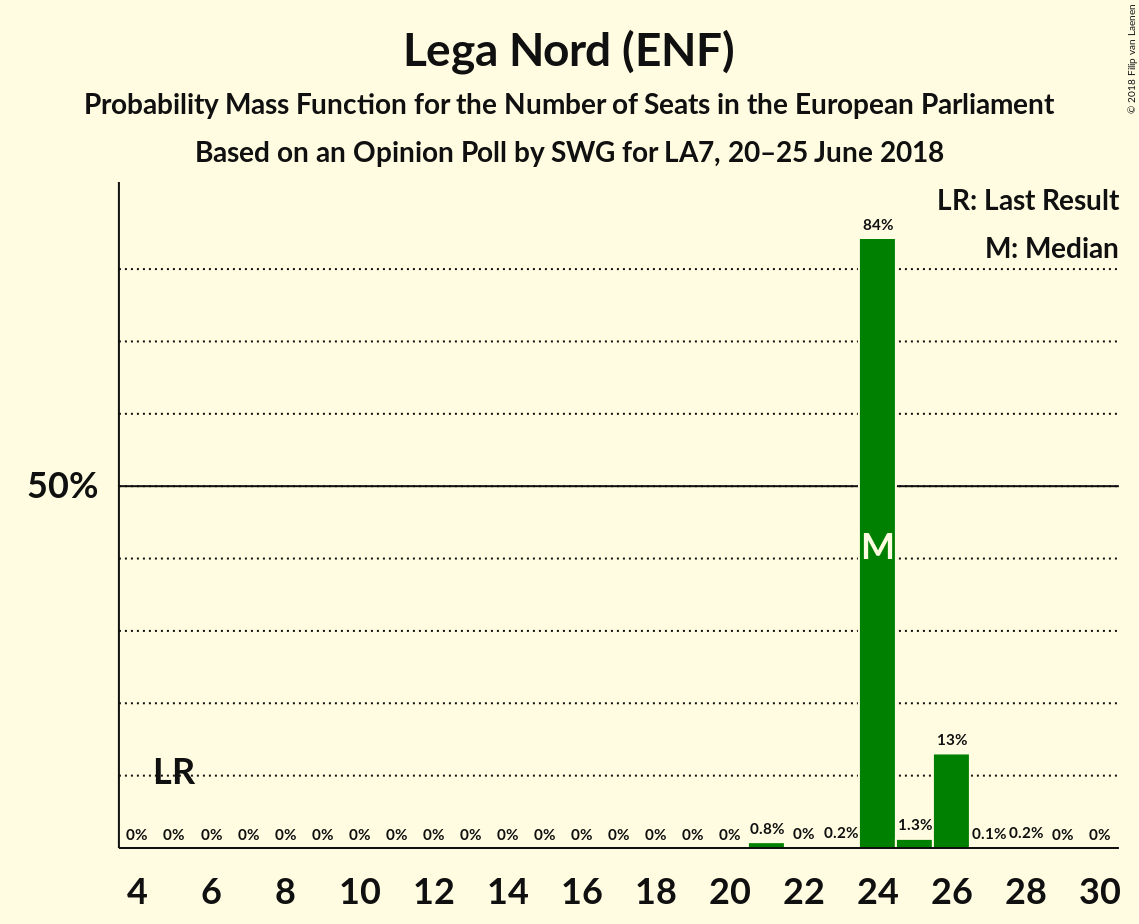 Lega Nord (ENF)
Probability Mass Function for the Number of Seats in the European Parliament
Based on an Opinion Poll by SWG for LA7, 20–25 June 2018
© 2018 Filip van Laenen
LR: Last Result
M: Median
84%
50%
M
13%
LR
0% 0% 0% 0% 0% 0% 0% 0% 0% 0% 0% 0% 0% 0% 0% 0% 0% 0.8% 0% 0.2% 1.3% 0.1% 0.2% 0% 0%
4 6 8 10 12 14 16 18 20 22 24 26 28 30